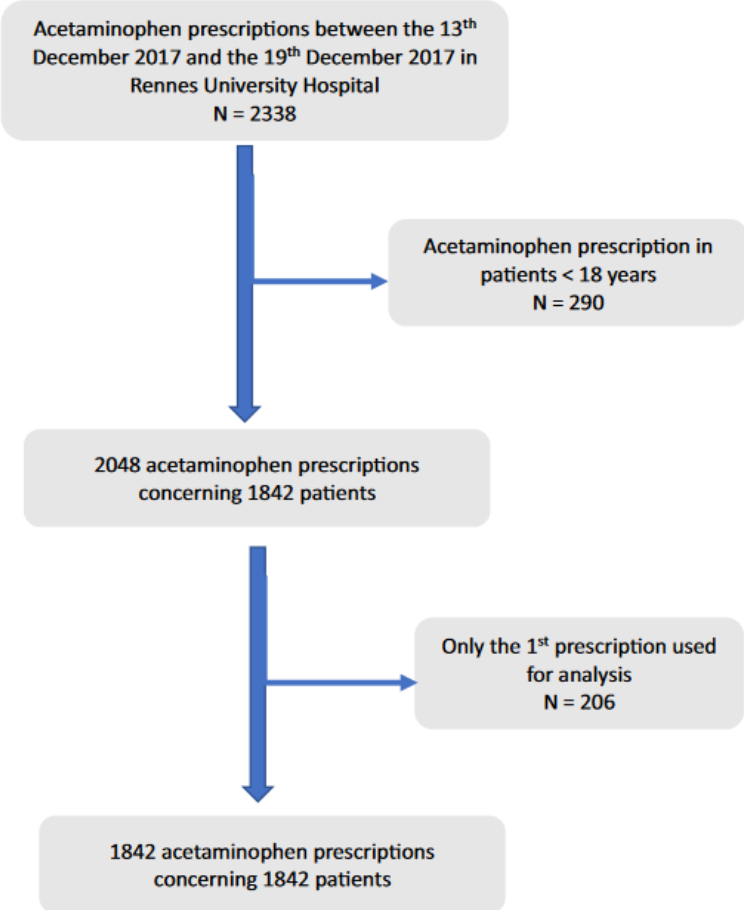 Acetaminophen prescriptions between the 13th
December 2017 and the 19th December 2017 in
Rennes University Hospital
N = 2338
Acetaminophen prescription in
patients < 18 years
N = 290
2048 acetaminophen prescriptions
concerning 1842 patients
Only the 1st prescription used
for analysis
N = 206
1842 acetaminophen prescriptions
concerning 1842 patients